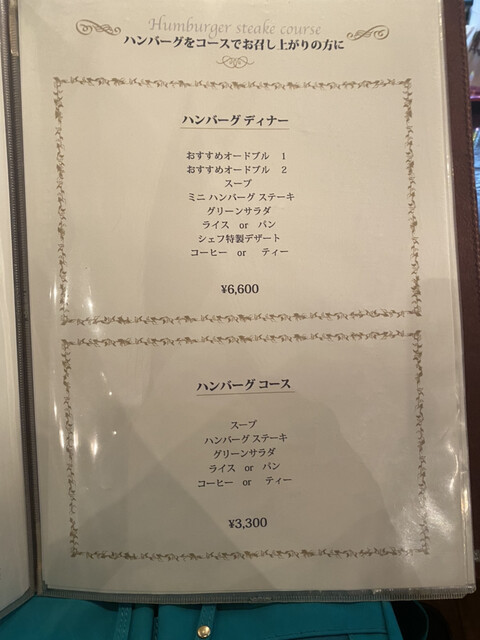 Humburger steake course
ハンバーグをコースでお召し上がりの方に
ハンバーグ ディナー
おすすめオードブル 1
おすすめオードブル 2
スープ
ミニ ハンバーグ ステーキ
グリーンサラダ
ライス or パン
シェフ特製デザート
コーヒー or ティー
¥6,600
ハンバーグ コース
スープ
ハンバーグ ステーキ
グリーンサラダ
ライス or パン
コーヒー or ティー
¥3,300